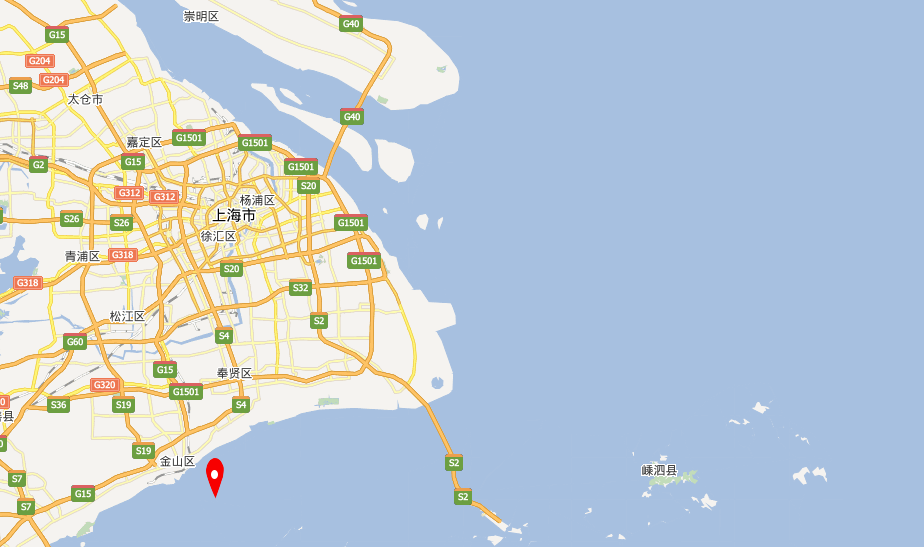 崇明区
G40
G15
G204
G204
S48
太仓市
G40
G1501
嘉定区
G1501
G15
G2
G1501
S20
G312
G312
杨浦区
上海市
S26
S26
G1501
徐汇区
青浦区
G318
G1501
S20
G318
S32
松江区
S2
S4
G60
G15
奉贤区
G320
G1501
S36
S19
S4
县
S19
金山区
S2
嵊泗县
S7
G15
S2
S7